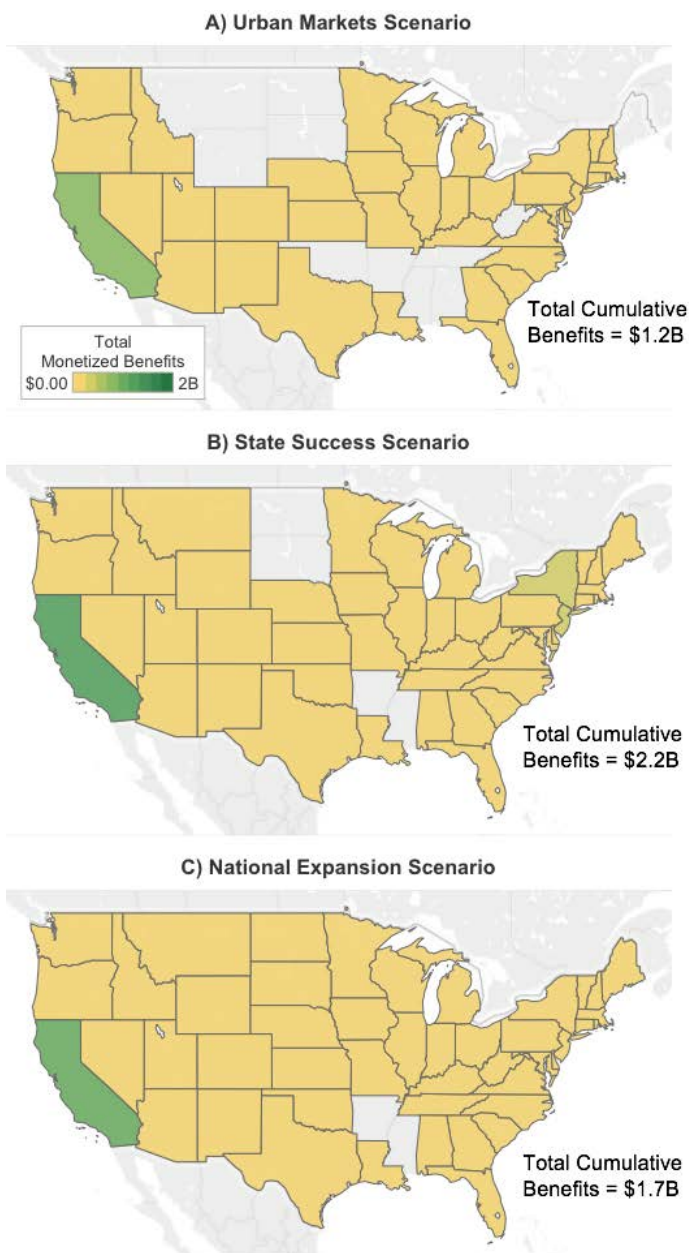 A) Urban Markets Scenario
Total Cumulative
Benefits = $1.2B
Total
Monetized Benefits
$0.00 2B
B) State Success Scenario
Total Cumulative
Benefits = $2.2B
C) National Expansion Scenario
Total Cumulative
Benefits = $1.7B